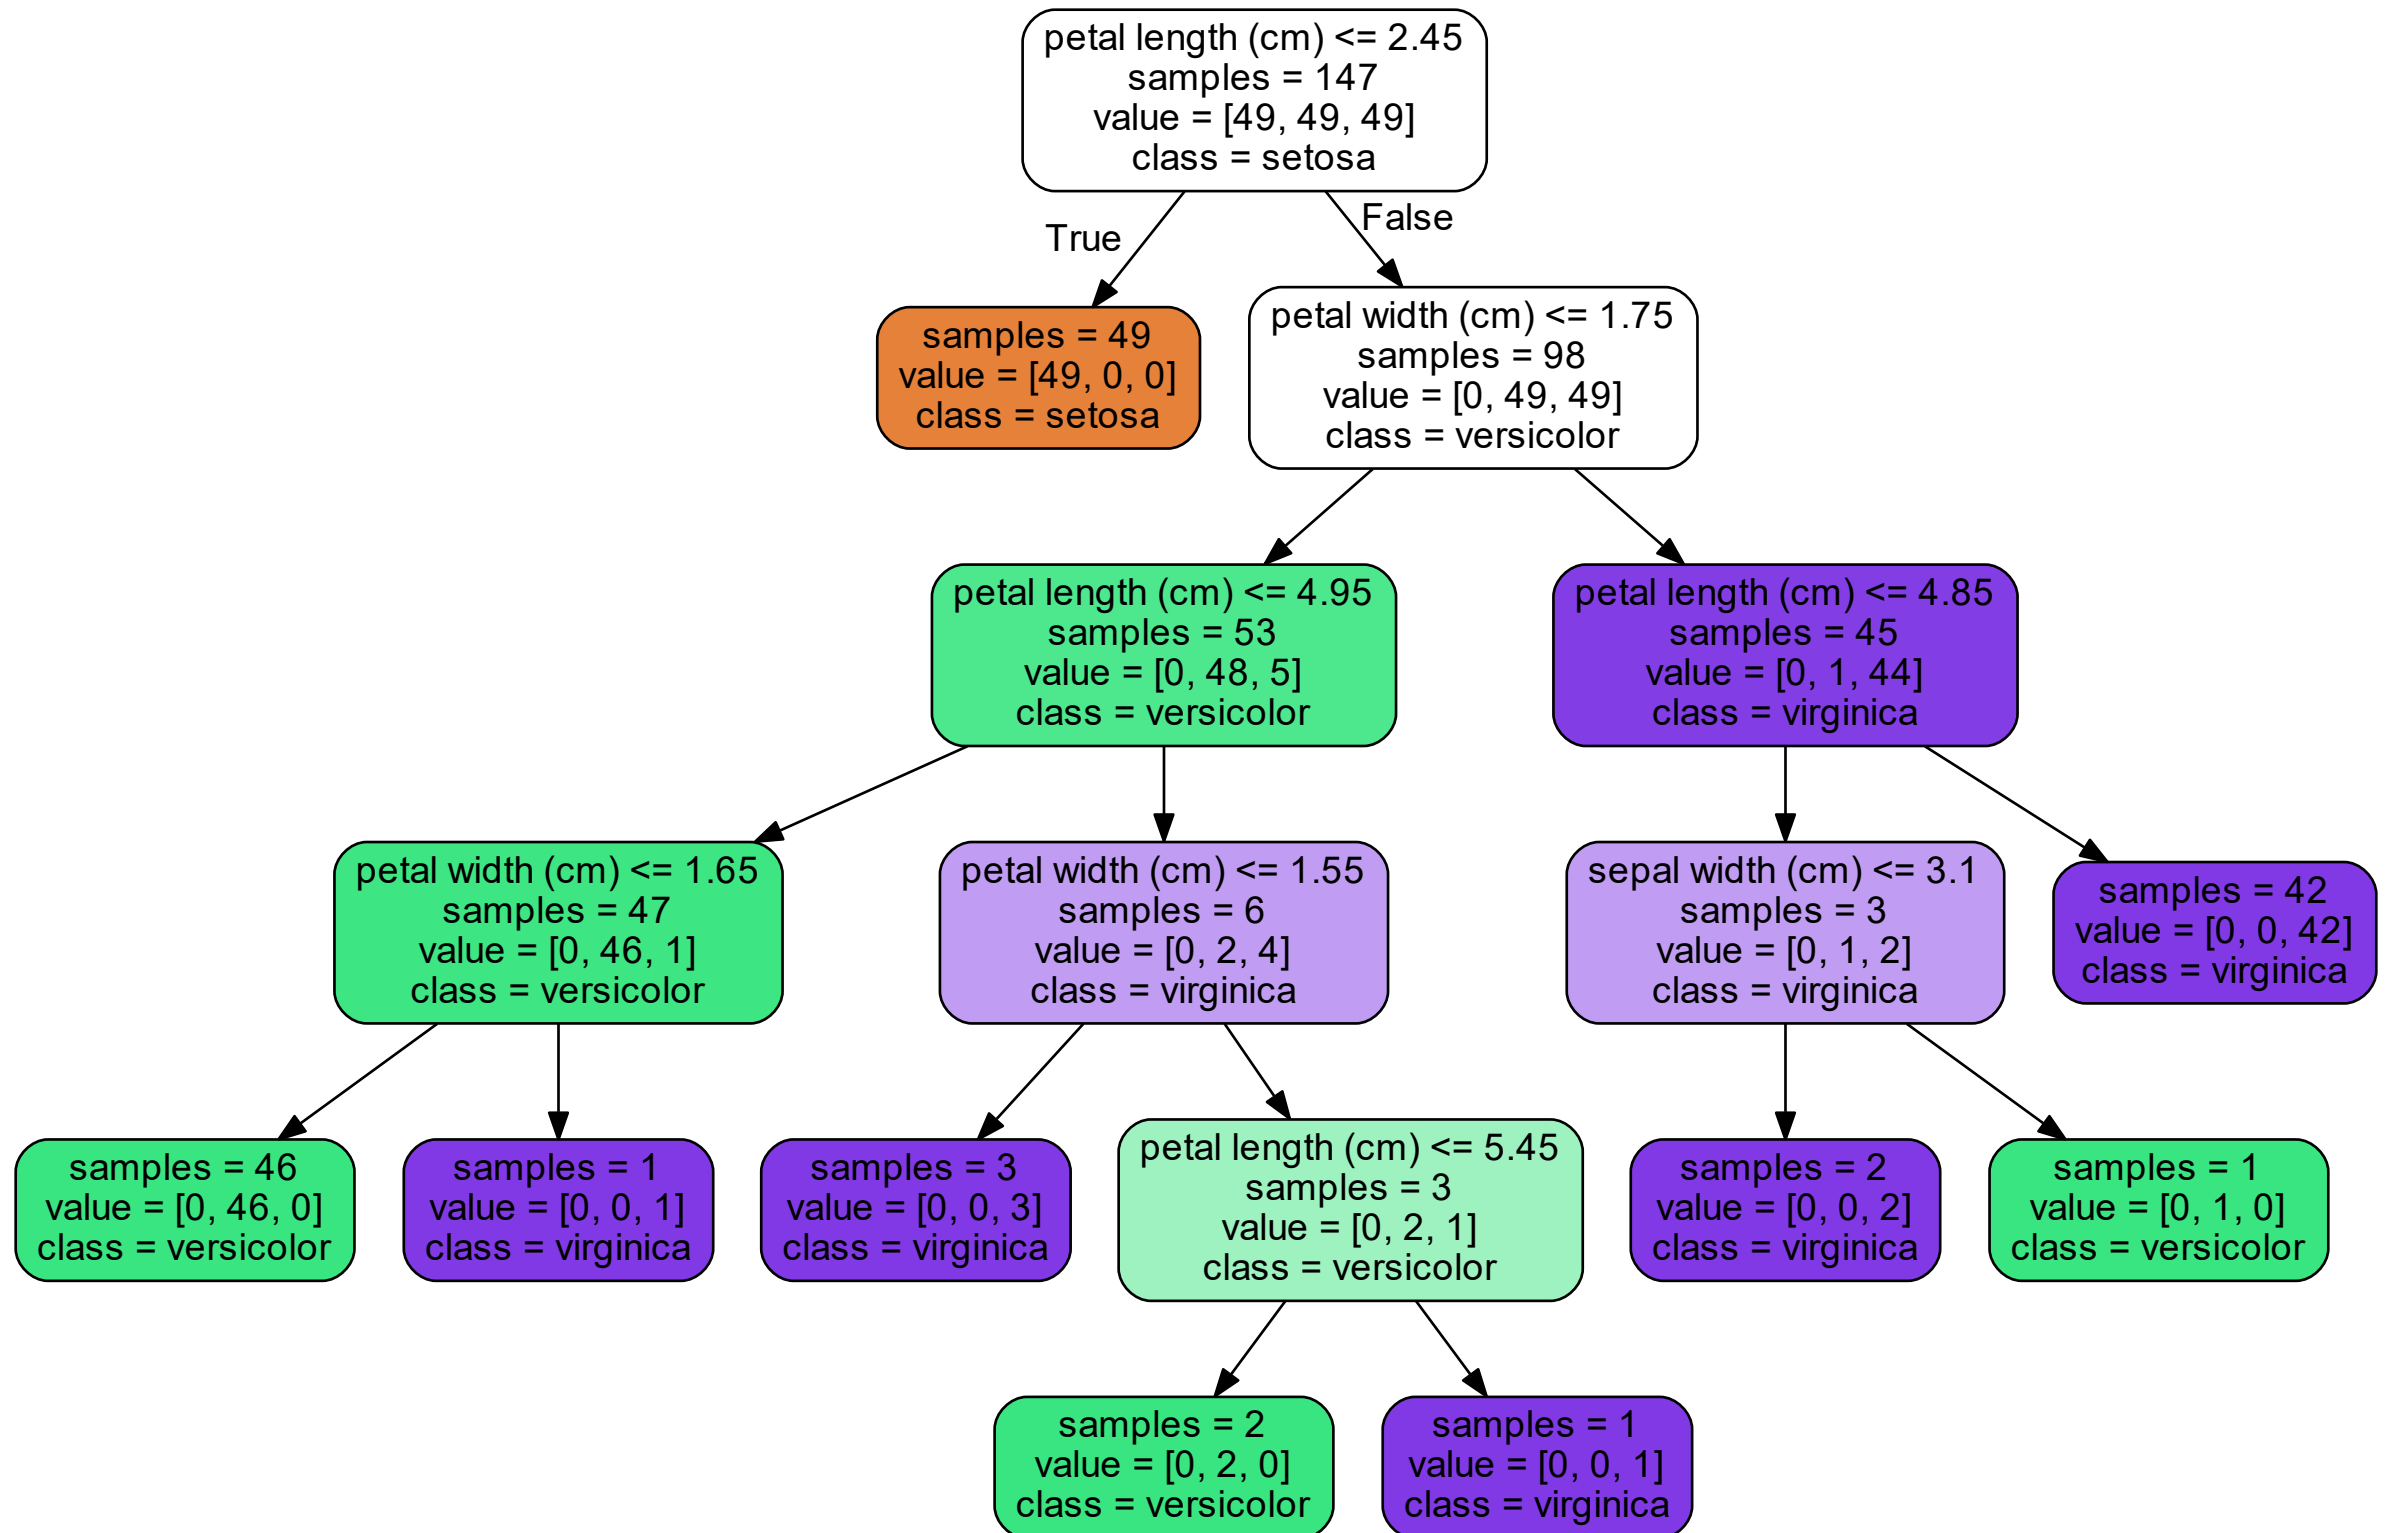 petal length (cm) <= 2.45
samples = 147
value = [49, 49, 49]
class = setosa
True
False
samples = 49
value = [49, 0, 0]
class = setosa
petal width (cm) <= 1.75
samples = 98
value = [0, 49, 49]
class = versicolor
petal length (cm) <= 4.95
samples = 53
value = [0, 48, 5]
class = versicolor
petal length (cm) <= 4.85
samples = 45
value = [0, 1, 44]
class = virginica
petal width (cm) <= 1.65
samples = 47
value = [0, 46, 1]
class = versicolor
petal width (cm) <= 1.55
samples = 6
value = [0, 2, 4]
class = virginica
sepal width (cm) <= 3.1
samples = 3
value = [0, 1, 2]
class = virginica
samples = 42
value = [0, 0, 42]
class = virginica
samples = 46
value = [0, 46, 0]
class = versicolor
samples = 1
value = [0, 0, 1]
class = virginica
samples = 3
value = [0, 0, 3]
class = virginica
petal length (cm) <= 5.45
samples = 3
value = [0, 2, 1]
class = versicolor
samples = 2
value = [0, 0, 2]
class = virginica
samples = 1
value = [0, 1, 0]
class = versicolor
samples = 2
value = [0, 2, 0]
class = versicolor
samples = 1
value = [0, 0, 1]
class = virginica